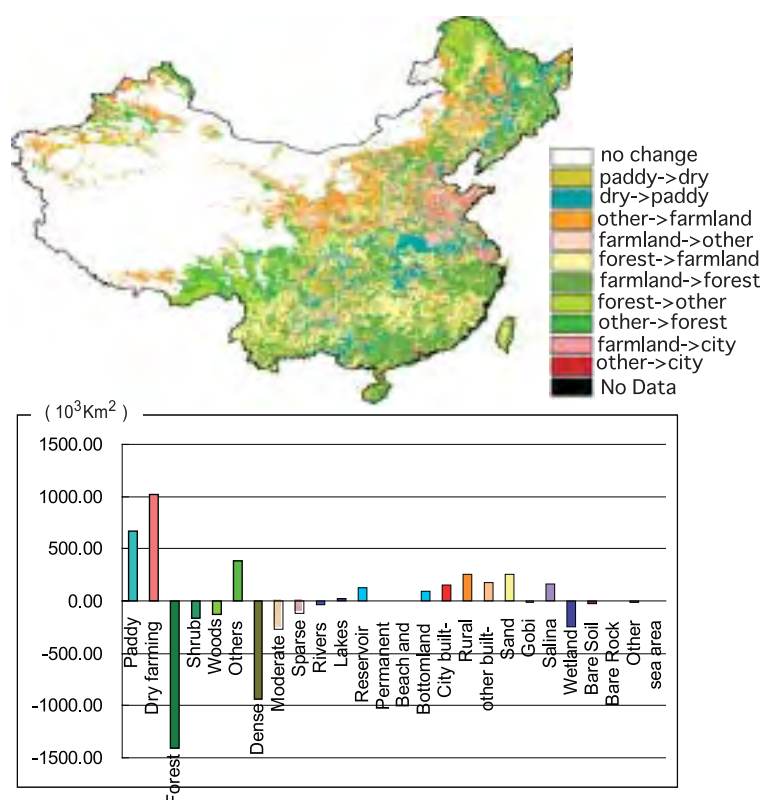 no change
paddy->dry
dry->paddy
other->farmland
farmland->other
forest->farmland
farmland->forest
forest->other
other->forest
farmland->city
other->city
No Data
( 10³Km² )
1500.00
1000.00
500.00
0.00
-500.00
-1000.00
-1500.00
Paddy
Dry farming
Forest
Shrub
Woods
Others
Dense
Moderate
Sparse
Rivers
Lakes
Reservoir
Permanent
Beach and
Bottomland
City built-
Rural
other built-
Sand
Gobi
Salina
Wetland
Bare Soil
Bare Rock
Other
sea area